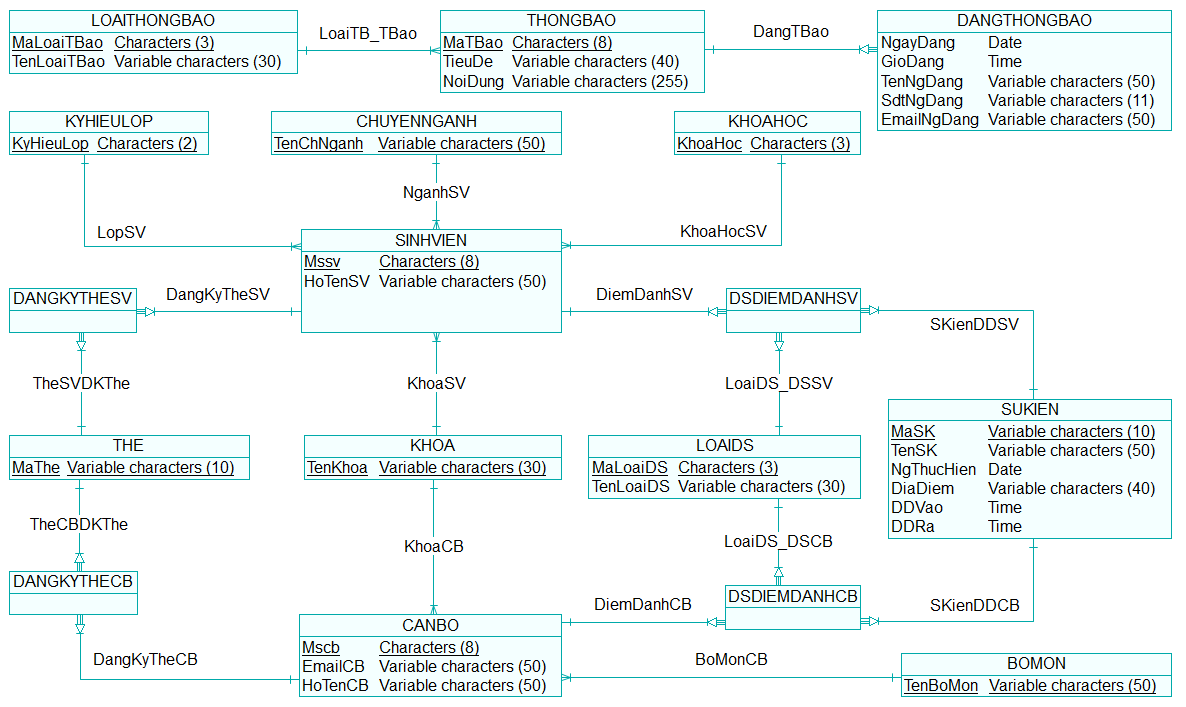 LOAITHONGBAO
MaLoaiTBao Characters (3)
TenLoaiTBao Variable characters (30)
LoaiTB_TBao
THONGBAO
MaTBao Characters (8)
TieuDe Variable characters (40)
NoiDung Variable characters (255)
DangTBao
DANGTHONGBAO
NgayDang Date
GioDang Time
TenNgDang Variable characters (50)
SdtNgDang Variable characters (11)
EmailNgDang Variable characters (50)
KYHIEULOP
KyHieuLop Characters (2)
CHUYENNGANH
TenChNganh Variable characters (50)
KHOAHOC
KhoaHoc Characters (3)
LopSV
NganhSV
KhoaHocSV
SINHVIEN
Mssv Characters (8)
HoTenSV Variable characters (50)
DANGKYTHESV
DangKyTheSV
DiemDanhSV
DSDIEMDANHSV
SKienDDSV
TheSVDKThe
KhoaSV
LoaiDS_DSSV
THE
MaThe Variable characters (10)
KHOA
TenKhoa Variable characters (30)
LOAIDS
MaLoaiDS Characters (3)
TenLoaiDS Variable characters (30)
SUKIEN
MaSK Variable characters (10)
TenSK Variable characters (50)
NgThucHien Date
DiaDiem Variable characters (40)
DDVao Time
DDRa Time
TheCBDKThe
KhoaCB
LoaiDS_DSCB
DANGKYTHECB
DangKyTheCB
DiemDanhCB
DSDIEMDANHCB
SKienDDCB
CANBO
Mscb Characters (8)
EmailCB Variable characters (50)
HoTenCB Variable characters (50)
BoMonCB
BOMON
TenBoMon Variable characters (50)